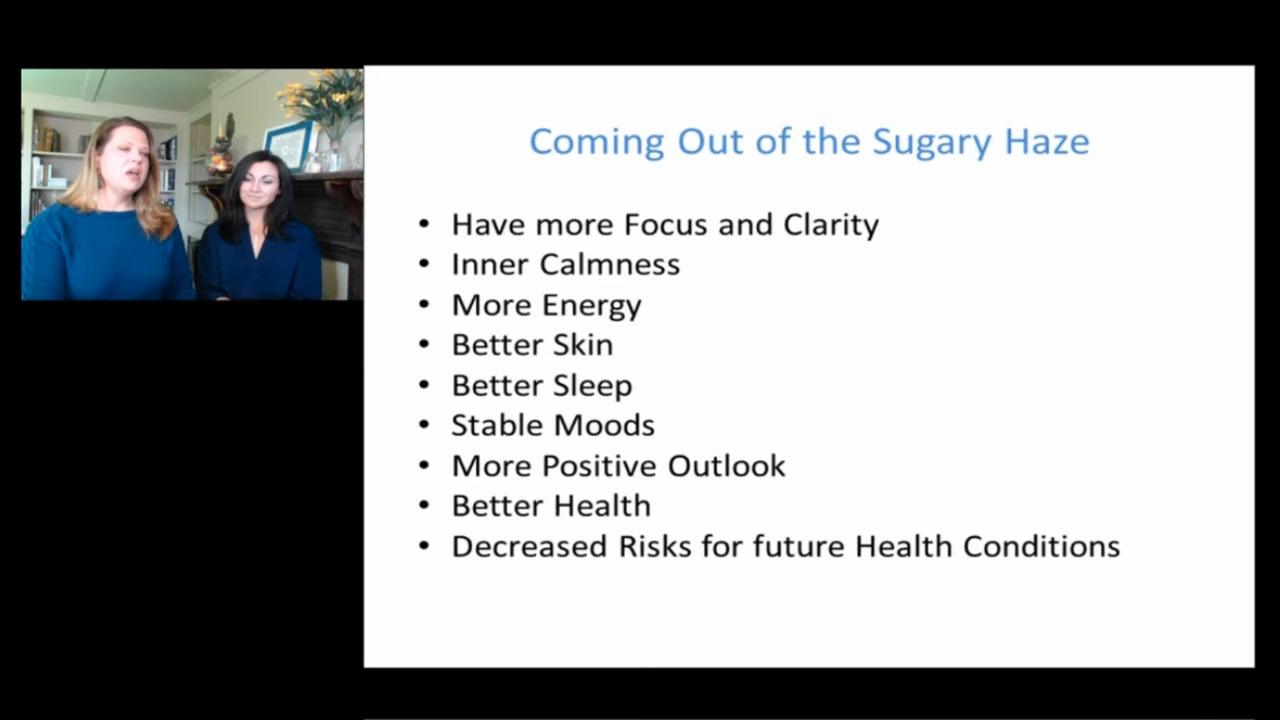 Coming Out of the Sugary Haze
• Have more Focus and Clarity
• Inner Calmness
• More Energy
• Better Skin
• Better Sleep
• Stable Moods
• More Positive Outlook
• Better Health
• Decreased Risks for future Health Conditions